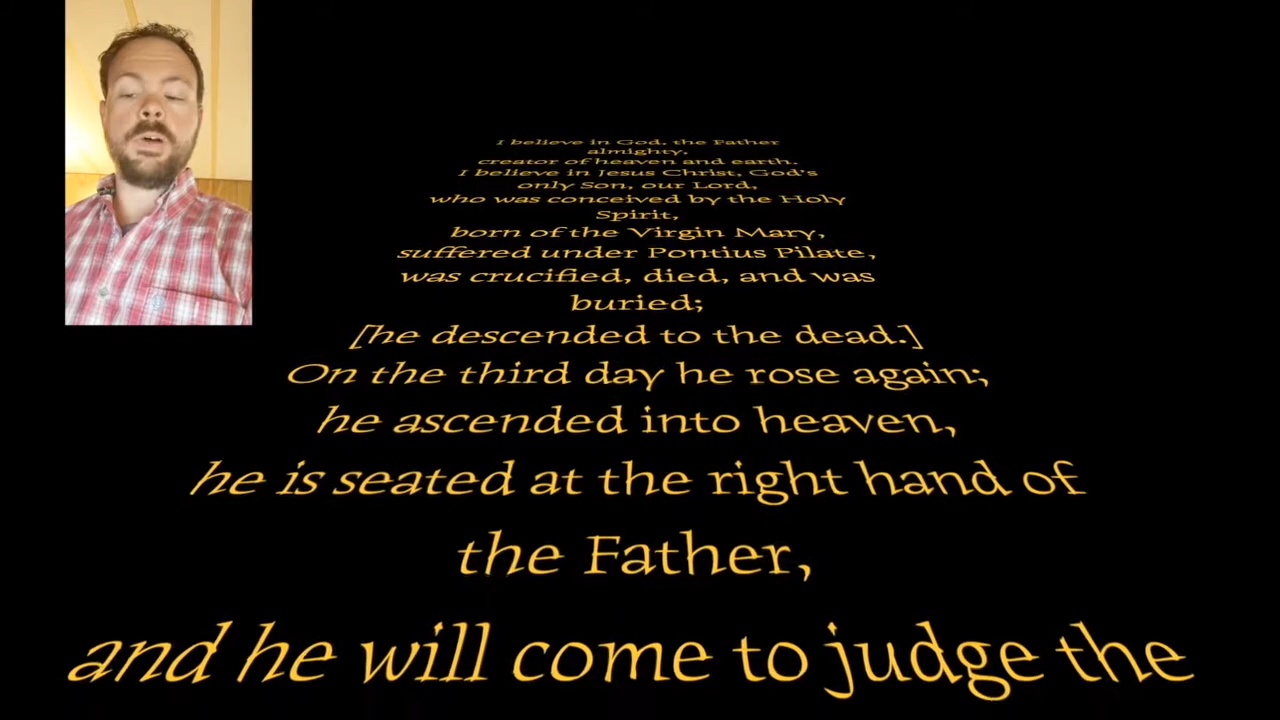 I believe in God, the Father
almighty,
creator of heaven and earth.
I believe in Jesus Christ, God's
only Son, our Lord,
who was conceived by the Holy
Spirit,
born of the Virgin Mary,
suffered under Pontius Pilate,
was crucified, died, and was
buried;
[he descended to the dead.]
On the third day he rose again;
he ascended into heaven,
he is seated at the right hand of
the Father,
and he will come to judge the